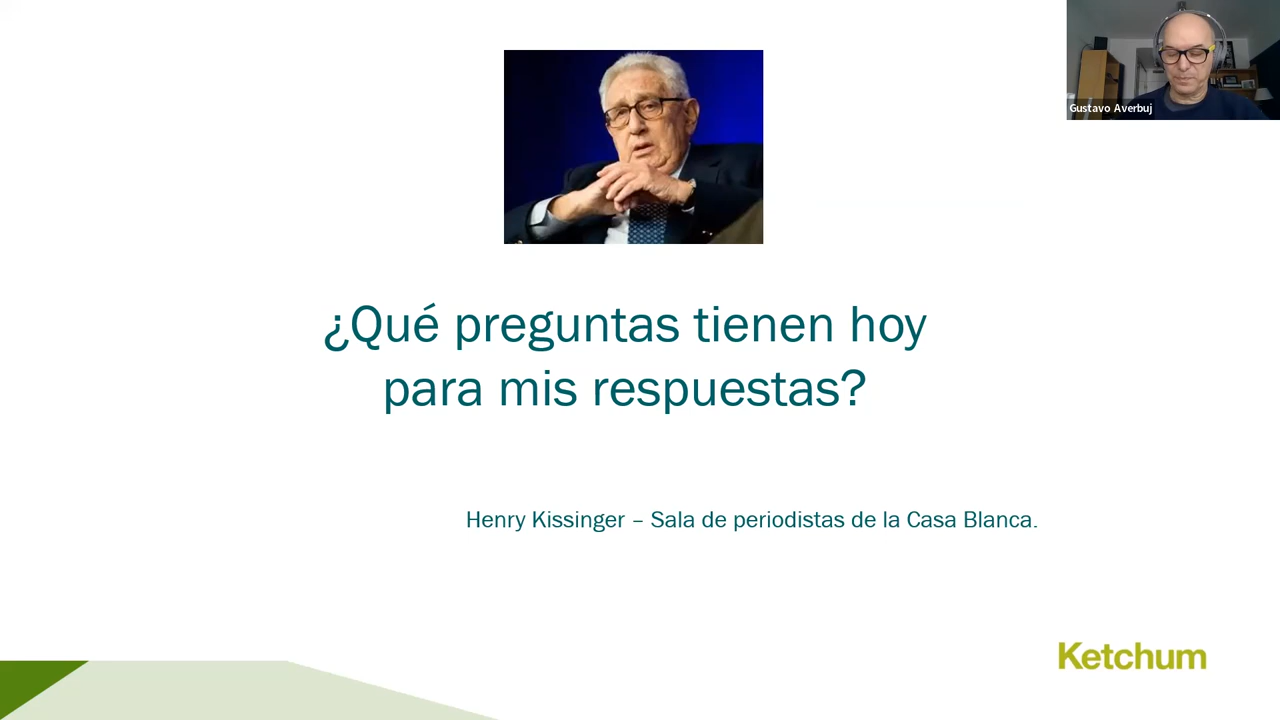 Gustavo Averbuj
¿Qué preguntas tienen hoy
para mis respuestas?
Henry Kissinger – Sala de periodistas de la Casa Blanca.
Ketchum